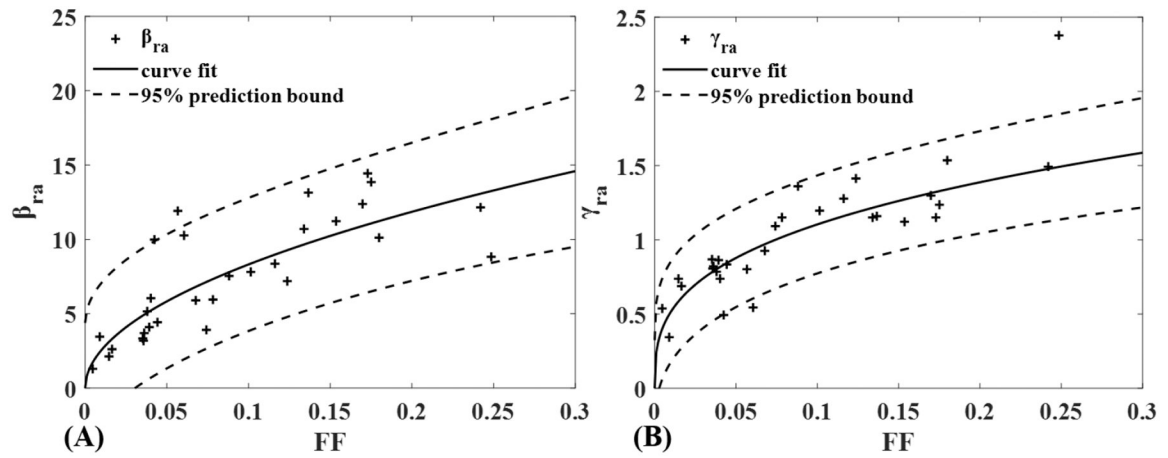 25
20
15
10
5
0
β_ra
β_ra
curve fit
95% prediction bound
0 0.05 0.1 0.15 0.2 0.25 0.3
(A) FF
2.5
2
1.5
1
0.5
0
γ_ra
γ_ra
curve fit
95% prediction bound
0 0.05 0.1 0.15 0.2 0.25 0.3
(B) FF